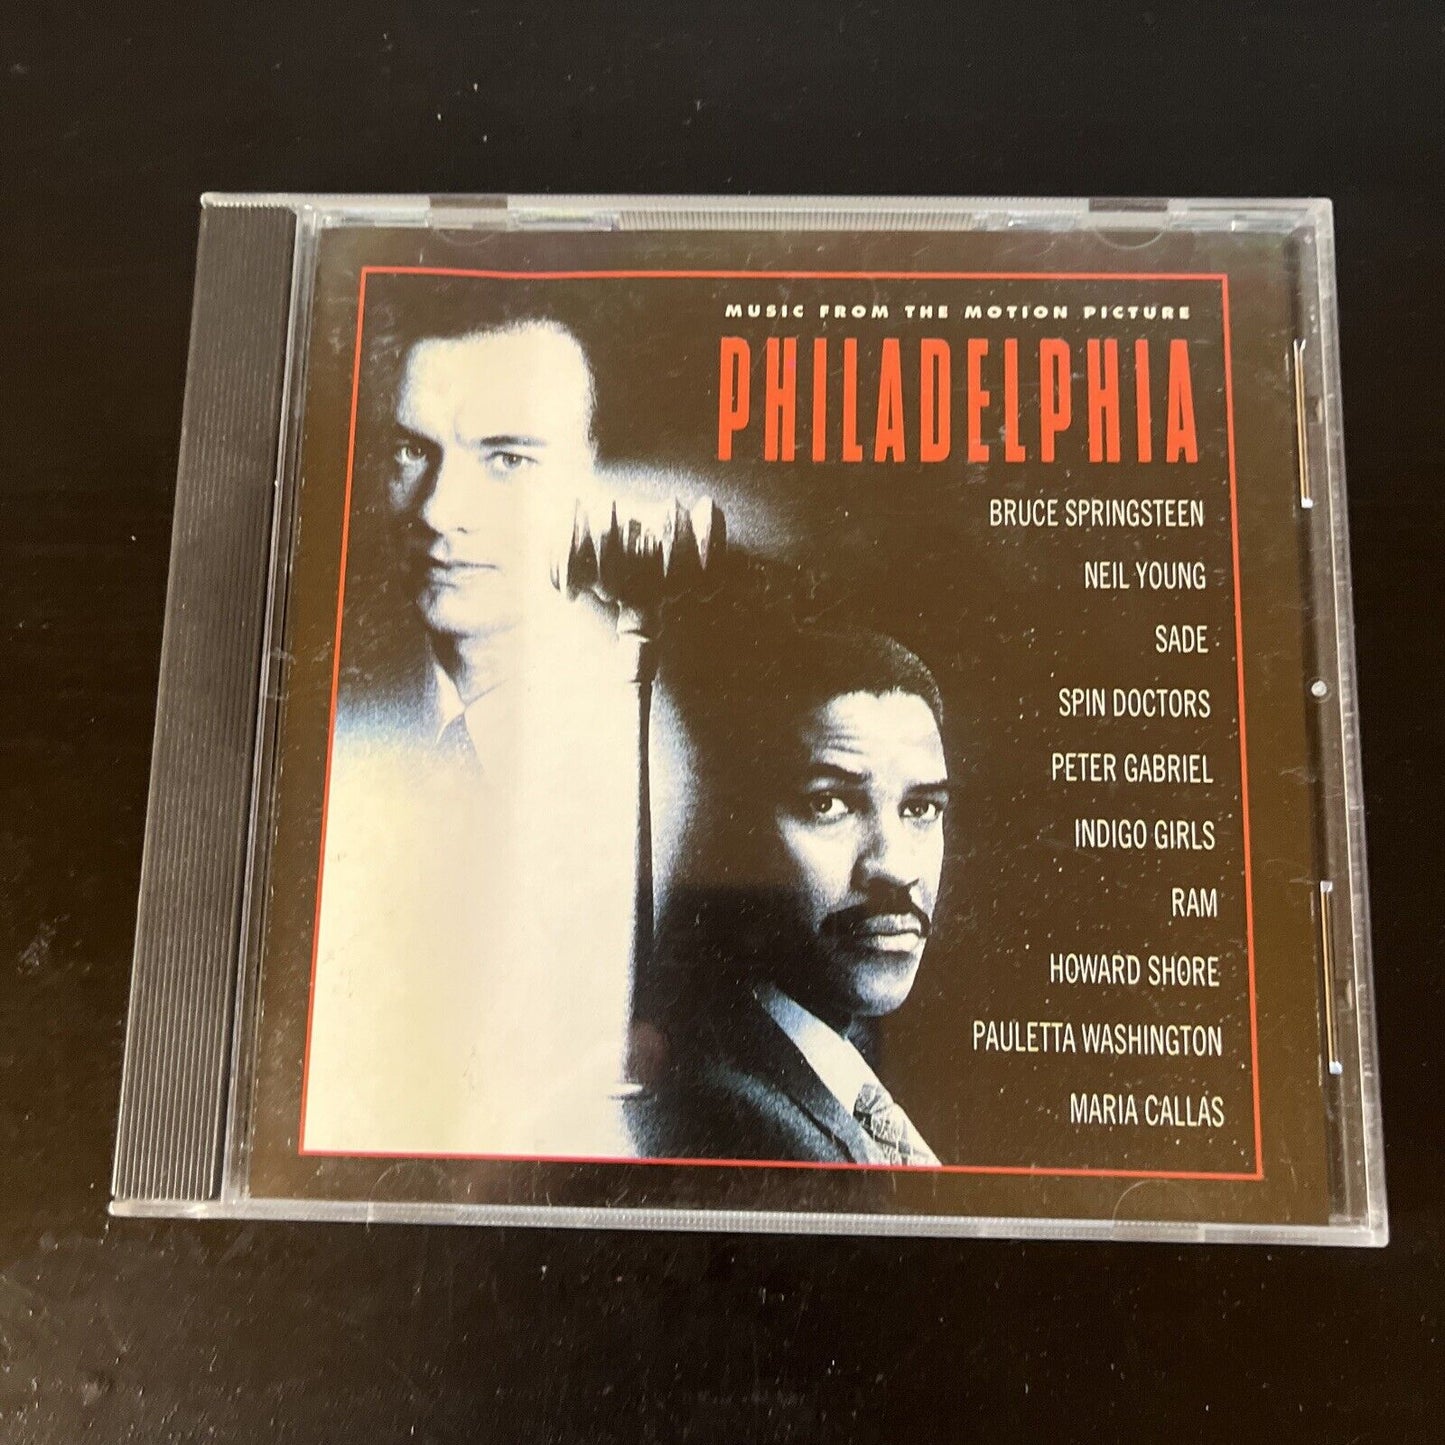 MUSIC FROM THE MOTION PICTURE
PHILADELPHIA
BRUCE SPRINGSTEEN
NEIL YOUNG
SADE
SPIN DOCTORS
PETER GABRIEL
INDIGO GIRLS
RAM
HOWARD SHORE
PAULETTA WASHINGTON
MARIA CALLAS